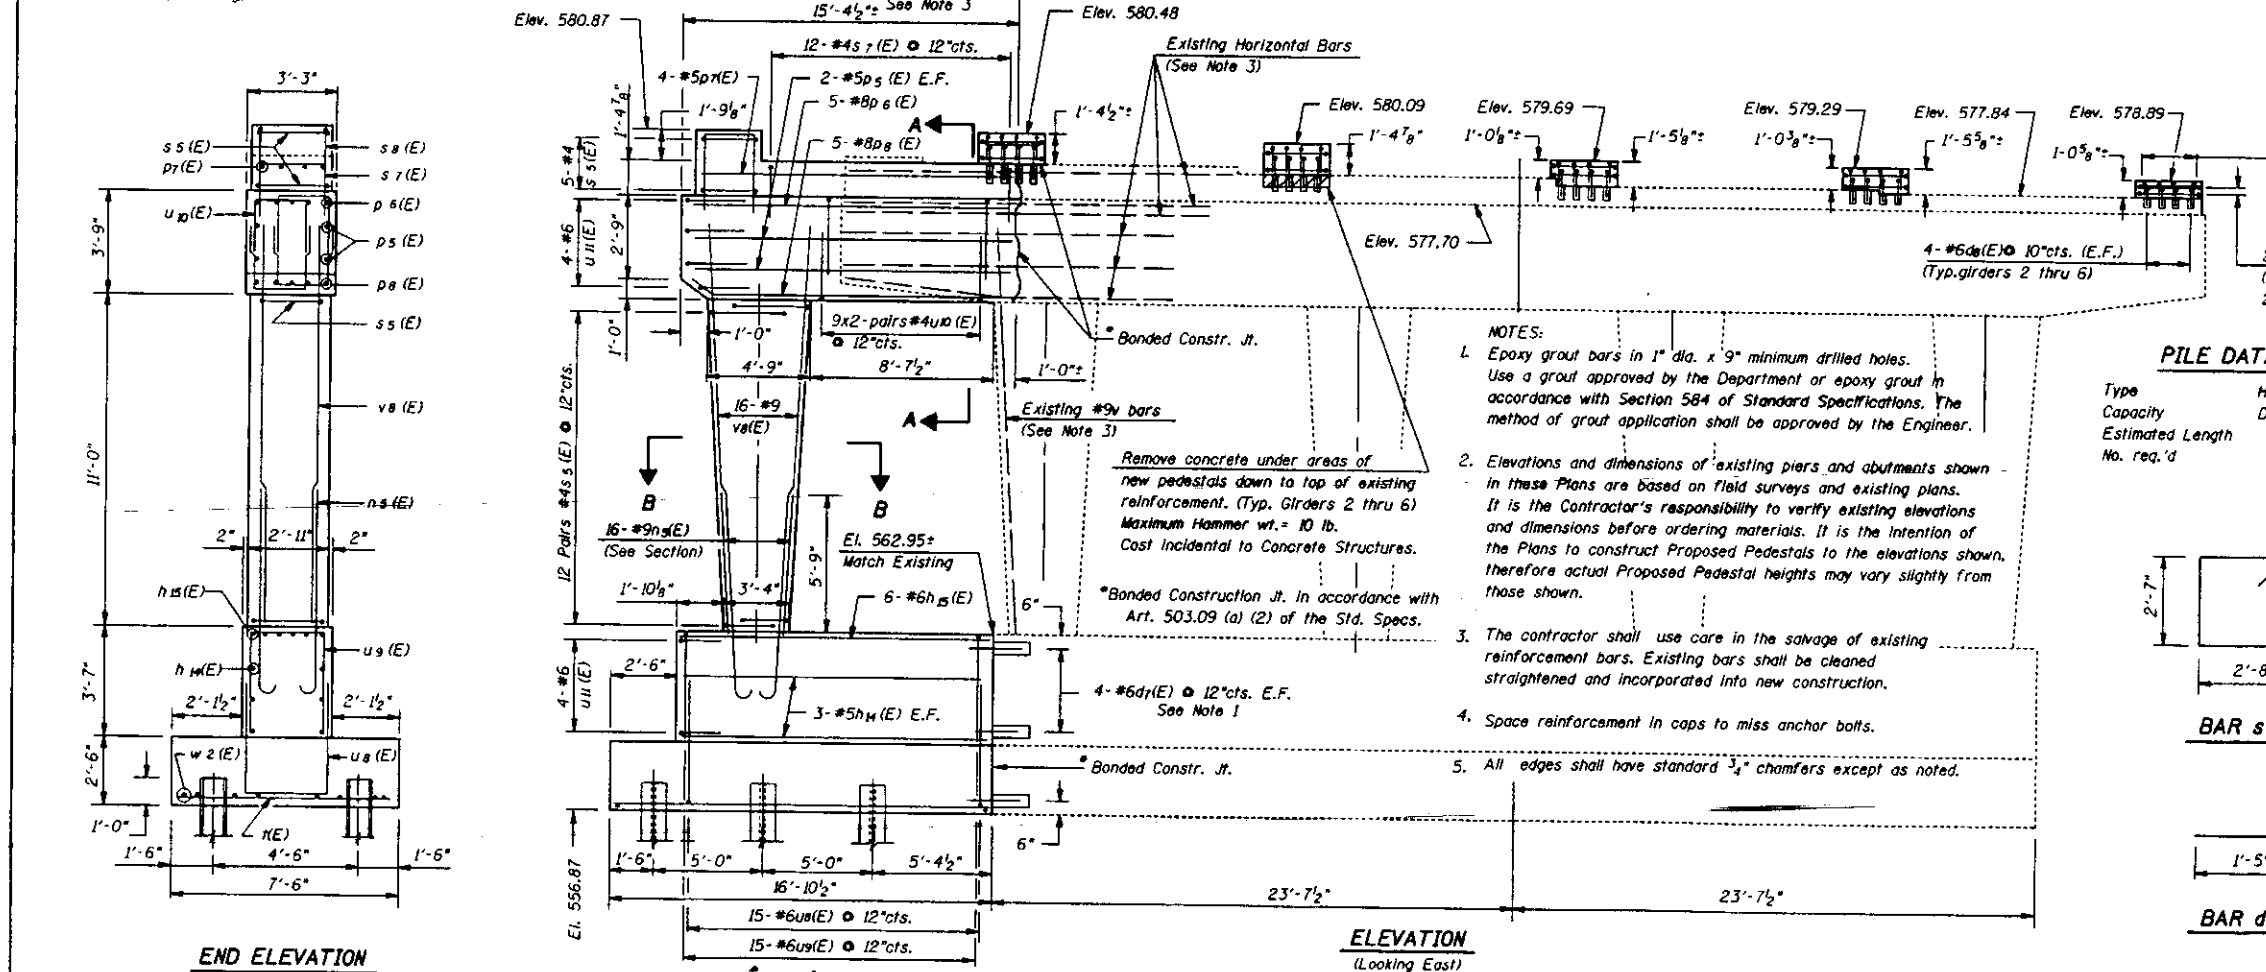 15'-4½"± See Note 3
Elev. 580.87
Elev. 580.48
12-#4s7(E) @ 12"cts.
Existing Horizontal Bars
(See Note 3)
3'-3"
4-#5p7(E)
2-#5p5(E) E.F.
5-#8p6(E)
1'-4⅞"
1'-9⅛"
5-#8p8(E)
A
1'-4½"±
Elev. 580.09
1'-4⅞"
Elev. 579.69
1'-0⅛"±
1'-5⅛"±
Elev. 579.29
1'-0⅜"±
Elev. 577.84
1'-5⅝"±
Elev. 578.89
1-0⅝"±
s5(E)
s8(E)
p7(E)
s7(E)
5-#4
s5(E)
u10(E)
p6(E)
p5(E)
p8(E)
s5(E)
3'-9"
4-#6
u11(E)
2'-9"
Elev. 577.70
4-#6d8(E)@ 10"cts. (E.F.)
(Typ.girders 2 thru 6)
1'-0"
1'-0"
9x2-pairs#4u10(E)
@ 12"cts.
* Bonded Constr. Jt.
4'-9"
8'-7½"
1'-0"±
16-#9
v8(E)
A
Existing #9v bars
(See Note 3)
v8(E)
11'-0"
12 Pairs #4s5(E) @ 12"cts.
B
B
n5(E)
16-#9n5(E)
(See Section)
2"
2'-11"
2"
El. 562.95±
Match Existing
5'-9"
Remove concrete under areas of
new pedestals down to top of existing
reinforcement. (Typ. Girders 2 thru 6)
Maximum Hammer wt.= 10 lb.
Cost Incidental to Concrete Structures.
*Bonded Construction Jt. in accordance with
Art. 503.09 (a) (2) of the Std. Specs.
NOTES:
1. Epoxy grout bars in 1" dia. x 9" minimum drilled holes.
Use a grout approved by the Department or epoxy grout in
accordance with Section 584 of Standard Specifications. The
method of grout application shall be approved by the Engineer.
2. Elevations and dimensions of existing piers and abutments shown
in these Plans are based on field surveys and existing plans.
It is the Contractor's responsibility to verify existing elevations
and dimensions before ordering materials. It is the intention of
the Plans to construct Proposed Pedestals to the elevations shown,
therefore actual Proposed Pedestal heights may vary slightly from
those shown.
3. The contractor shall use care in the salvage of existing
reinforcement bars. Existing bars shall be cleaned
straightened and incorporated into new construction.
4. Space reinforcement in caps to miss anchor bolts.
5. All edges shall have standard ¾" chamfers except as noted.
PILE DAT
Type
Capacity
Estimated Length
No. req.'d
2'-7"
2'-8
BAR s
1'-5"
BAR d
h15(E)
1'-10⅛"
3'-4"
6-#6h15(E)
6"
u9(E)
h14(E)
3'-7"
2'-1½"
2'-1½"
4-#6
u11(E)
2'-6"
3-#5h14(E) E.F.
4-#6d7(E) @ 12"cts. E.F.
See Note 1
w2(E)
u8(E)
2'-6"
* Bonded Constr. Jt.
1'-0"
t(E)
6"
1'-6"
4'-6"
1'-6"
7'-6"
El. 556.87
1'-6"
5'-0"
5'-0"
5'-4½"
16'-10½"
23'-7½"
23'-7½"
15-#6u8(E) @ 12"cts.
15-#6u9(E) @ 12"cts.
END ELEVATION
ELEVATION
(Looking East)